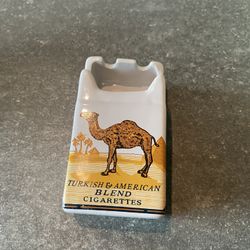 TURKISH & AMERICAN
BLEND
CIGARETTES